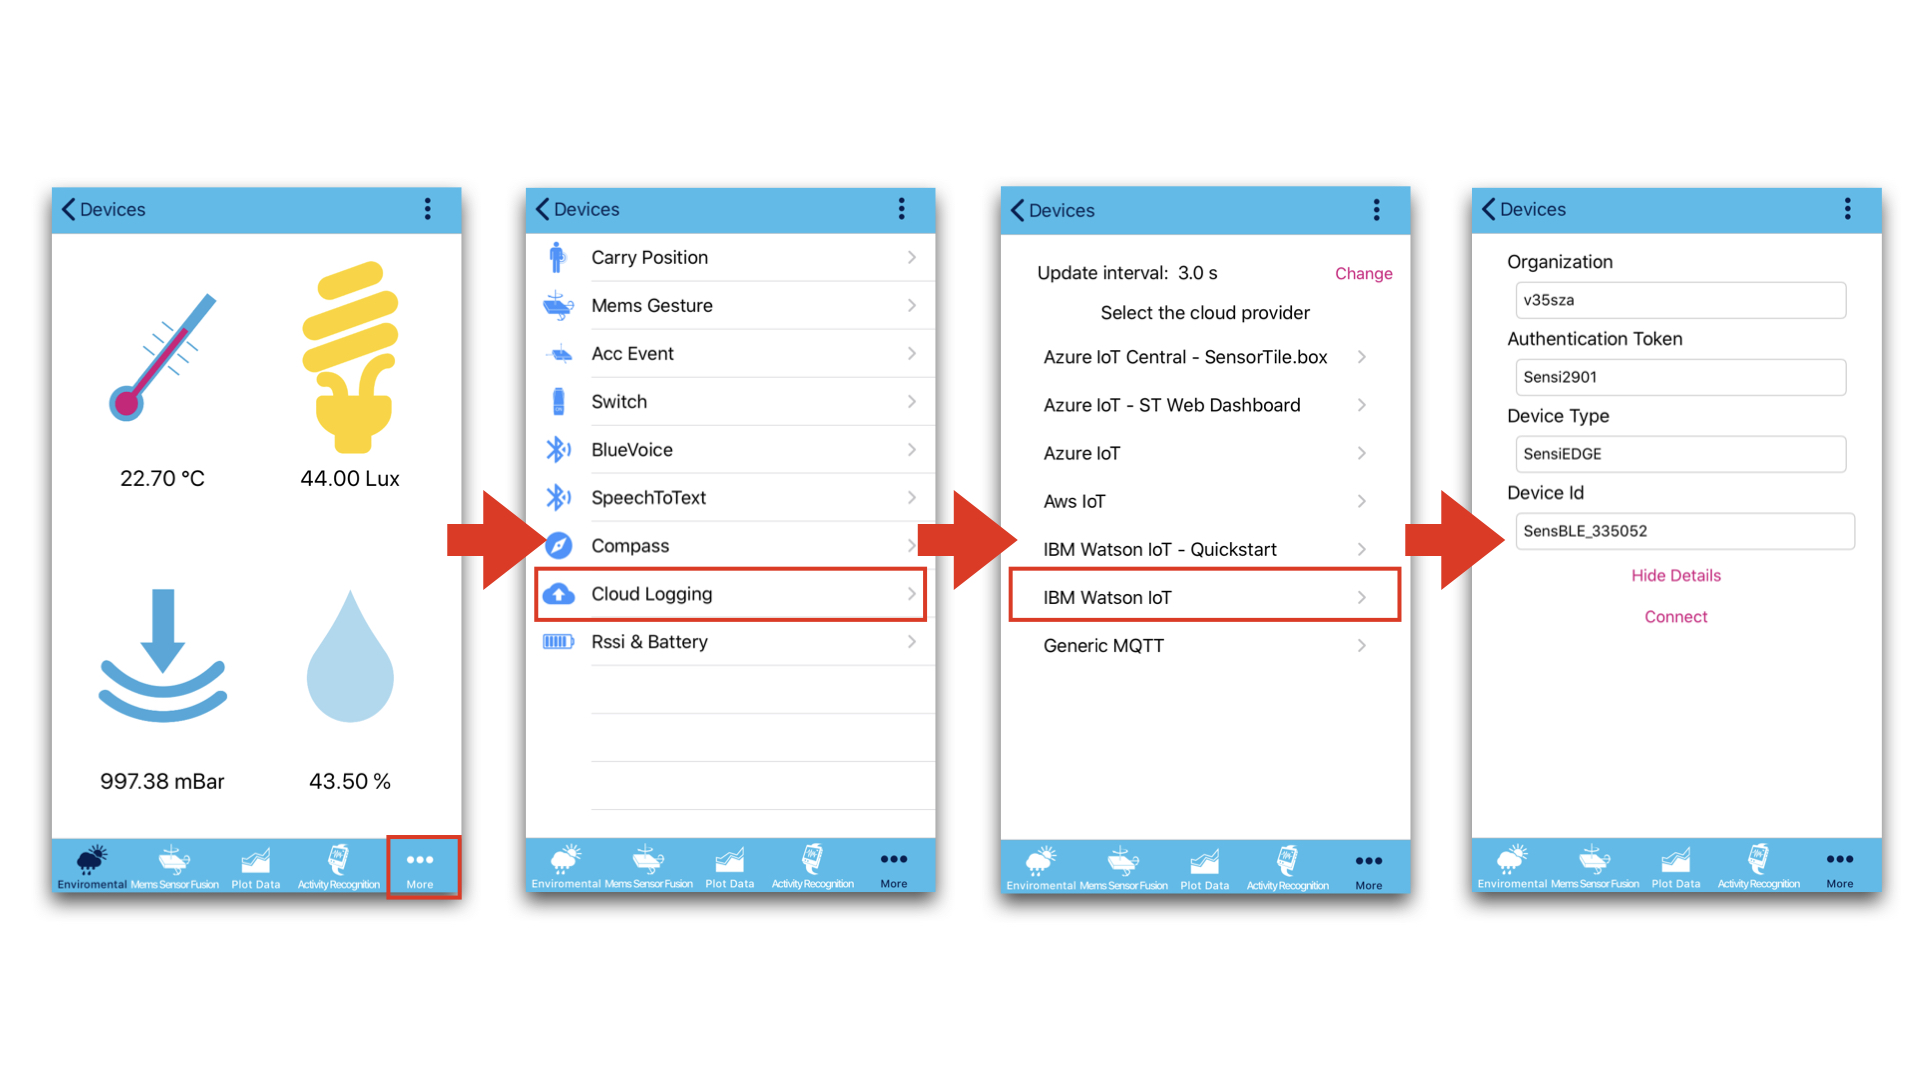 Devices
22.70 °C
44.00 Lux
997.38 mBar
43.50 %
Enviromental Mems Sensor Fusion Plot Data Activity Recognition More
Devices
Carry Position
Mems Gesture
Acc Event
Switch
BlueVoice
SpeechToText
Compass
Cloud Logging
Rssi & Battery
Enviromental Mems Sensor Fusion Plot Data Activity Recognition More
Devices
Update interval: 3.0 s Change
Select the cloud provider
Azure IoT Central - SensorTile.box
Azure IoT - ST Web Dashboard
Azure IoT
Aws IoT
IBM Watson IoT - Quickstart
IBM Watson IoT
Generic MQTT
Enviromental Mems Sensor Fusion Plot Data Activity Recognition More
Devices
Organization
v35sza
Authentication Token
Sensi2901
Device Type
SensiEDGE
Device Id
SensBLE_335052
Hide Details
Connect
Enviromental Mems Sensor Fusion Plot Data Activity Recognition More